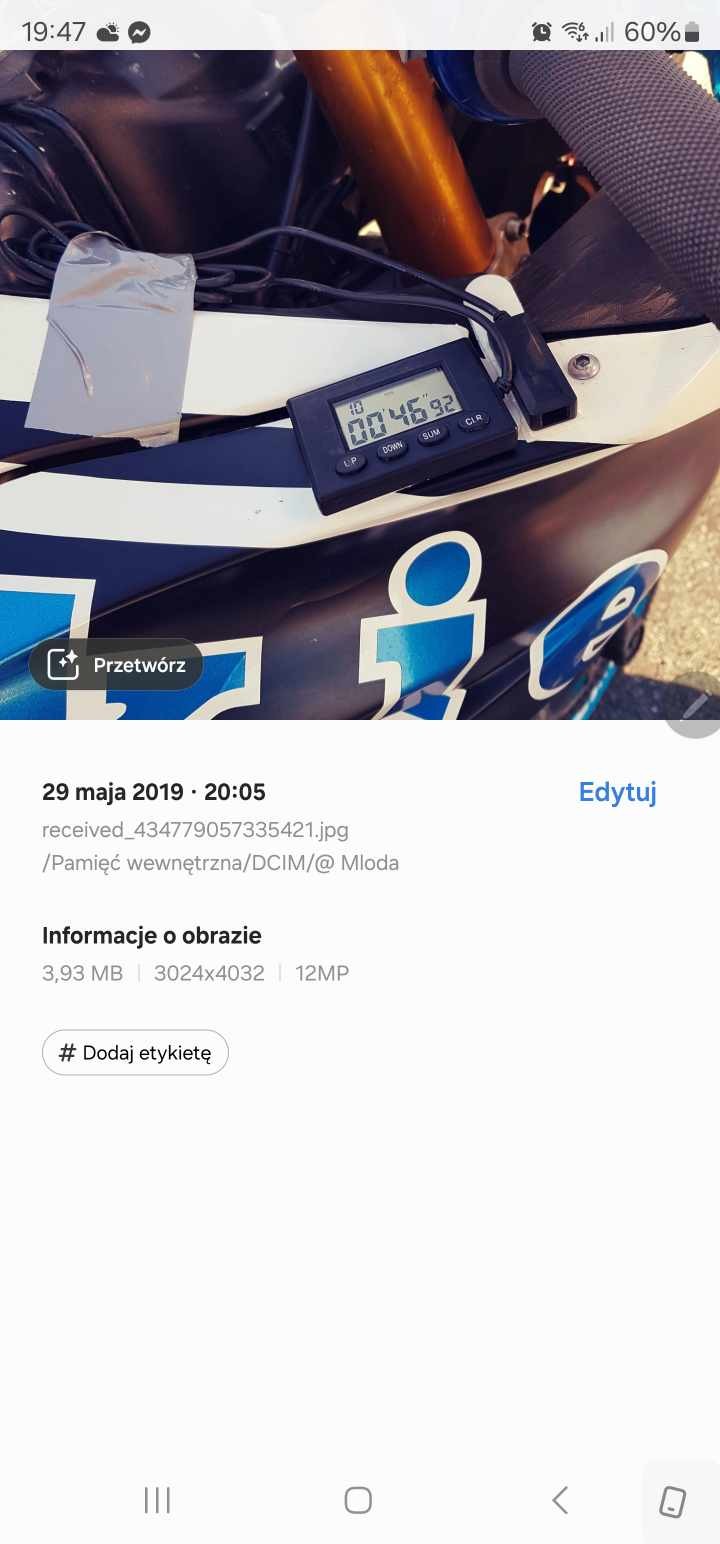 19:47
60%
10
00'46"92
UP
DOWN
SUM
CLR
rie
Przetwórz
29 maja 2019 · 20:05
Edytuj
received_434779057335421.jpg
/Pamięć wewnętrzna/DCIM/@ Mloda
Informacje o obrazie
3,93 MB | 3024x4032 | 12MP
# Dodaj etykietę